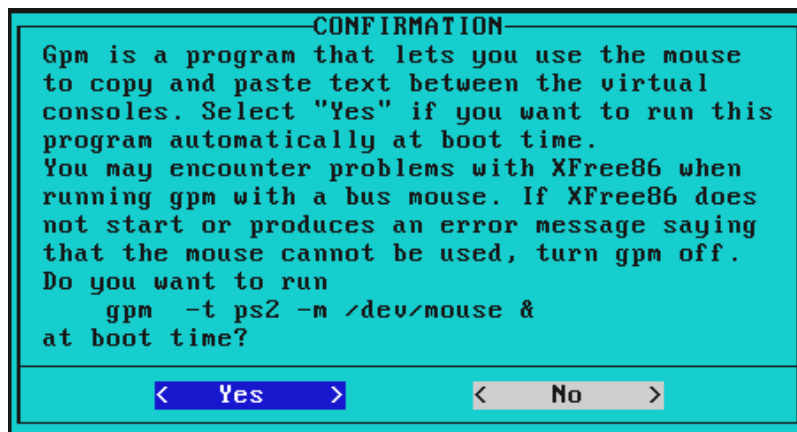 CONFIRMATION
Gpm is a program that lets you use the mouse
to copy and paste text between the virtual
consoles. Select "Yes" if you want to run this
program automatically at boot time.
You may encounter problems with XFree86 when
running gpm with a bus mouse. If XFree86 does
not start or produces an error message saying
that the mouse cannot be used, turn gpm off.
Do you want to run
    gpm  -t ps2 -m /dev/mouse &
at boot time?
<  Yes  > <  No  >